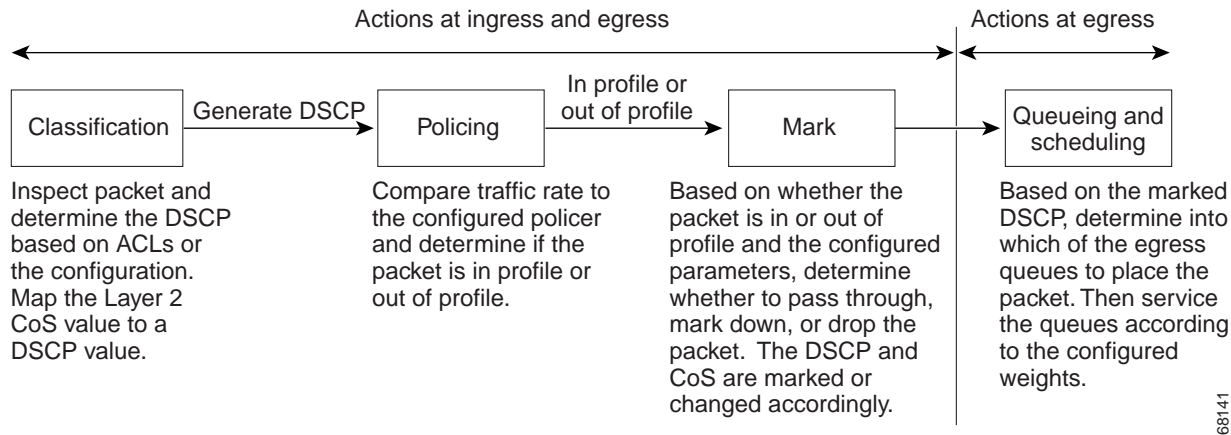 Actions at ingress and egress
Actions at egress
Classification
Generate DSCP
Policing
In profile or
out of profile
Mark
Queueing and
scheduling
Inspect packet and
determine the DSCP
based on ACLs or
the configuration.
Map the Layer 2
CoS value to a
DSCP value.
Compare traffic rate to
the configured policer
and determine if the
packet is in profile or
out of profile.
Based on whether the
packet is in or out of
profile and the configured
parameters, determine
whether to pass through,
mark down, or drop the
packet.  The DSCP and
CoS are marked or
changed accordingly.
Based on the marked
DSCP, determine into
which of the egress
queues to place the
packet. Then service
the queues according
to the configured
weights.
68141